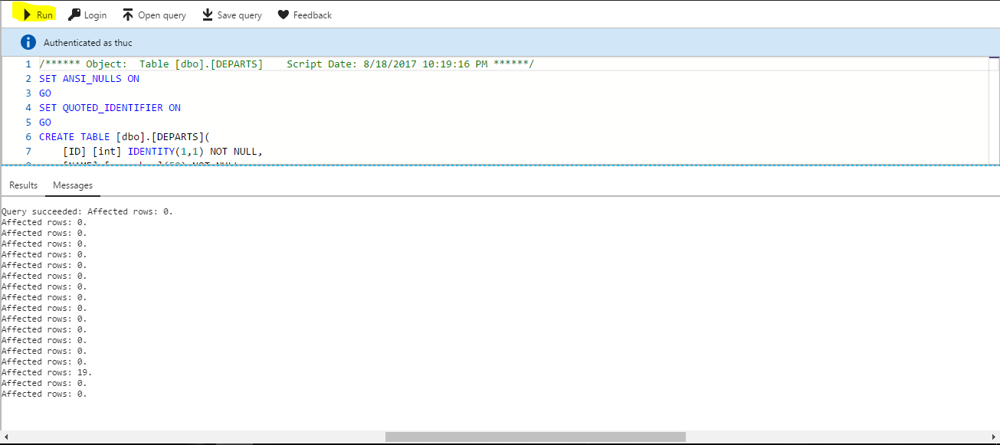 Run Login Open query Save query Feedback
Authenticated as thuc
1 /****** Object:  Table [dbo].[DEPARTS]    Script Date: 8/18/2017 10:19:16 PM ******/
2 SET ANSI_NULLS ON
3 GO
4 SET QUOTED_IDENTIFIER ON
5 GO
6 CREATE TABLE [dbo].[DEPARTS](
7     [ID] [int] IDENTITY(1,1) NOT NULL,
Results Messages
Query succeeded: Affected rows: 0.
Affected rows: 0.
Affected rows: 0.
Affected rows: 0.
Affected rows: 0.
Affected rows: 0.
Affected rows: 0.
Affected rows: 0.
Affected rows: 0.
Affected rows: 0.
Affected rows: 0.
Affected rows: 0.
Affected rows: 0.
Affected rows: 0.
Affected rows: 0.
Affected rows: 19.
Affected rows: 0.
Affected rows: 0.